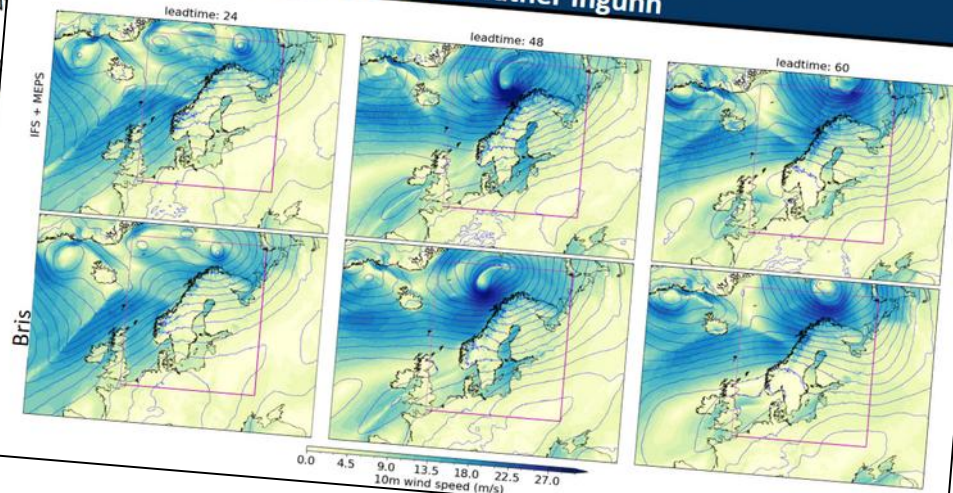 Ingunn
leadtime: 24
leadtime: 48
leadtime: 60
IFS + MEPS
Bris
0.0 4.5 9.0 13.5 18.0 22.5 27.0
10m wind speed (m/s)